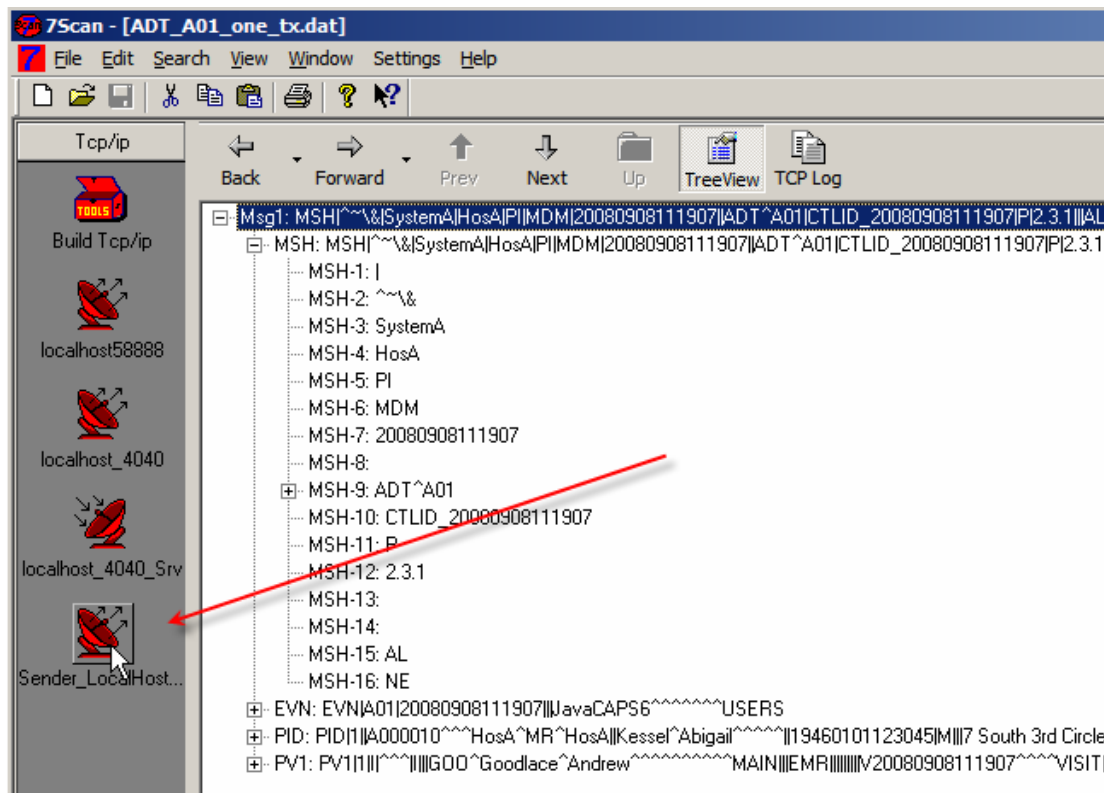 7Scan - [ADT_A01_one_tx.dat]
File Edit Search View Window Settings Help
Tcp/ip
Back Forward Prev Next Up TreeView TCP Log
TOOLS
Build Tcp/ip
localhost58888
localhost_4040
localhost_4040_Srv
Sender_LocalHost...
Msg1: MSH|^~\&|SystemA|HosA|PI|MDM|20080908111907||ADT^A01|CTLID_20080908111907|P|2.3.1|||AL
MSH: MSH|^~\&|SystemA|HosA|PI|MDM|20080908111907||ADT^A01|CTLID_20080908111907|P|2.3.1
MSH-1: |
MSH-2: ^~\&
MSH-3: SystemA
MSH-4: HosA
MSH-5: PI
MSH-6: MDM
MSH-7: 20080908111907
MSH-8:
MSH-9: ADT^A01
MSH-10: CTLID_20080908111907
MSH-11: P
MSH-12: 2.3.1
MSH-13:
MSH-14:
MSH-15: AL
MSH-16: NE
EVN: EVN|A01|20080908111907|||JavaCAPS6^^^^^^^USERS
PID: PID|1||A000010^^^HosA^MR^HosA||Kessel^Abigail^^^^^||19460101123045|M|||7 South 3rd Circle
PV1: PV1|1|I|^^^|||||GOO^Goodlace^Andrew^^^^^^^^^^MAIN|||EMR|||||||||V20080908111907^^^^VISIT|